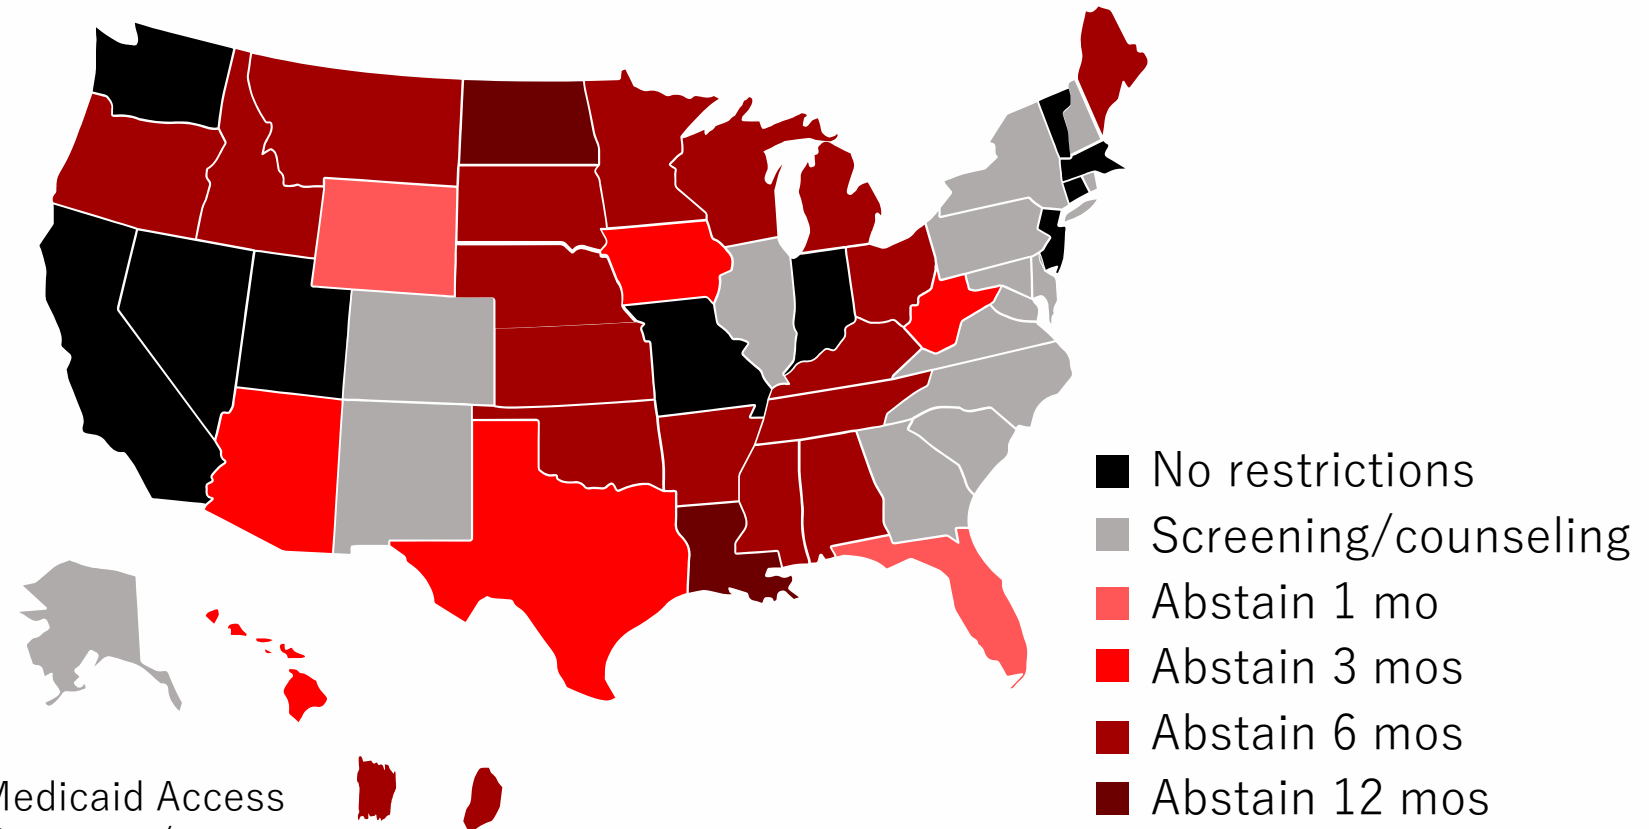 No restrictions
Screening/counseling
Abstain 1 mo
Abstain 3 mos
Abstain 6 mos
Abstain 12 mos
Medicaid Access